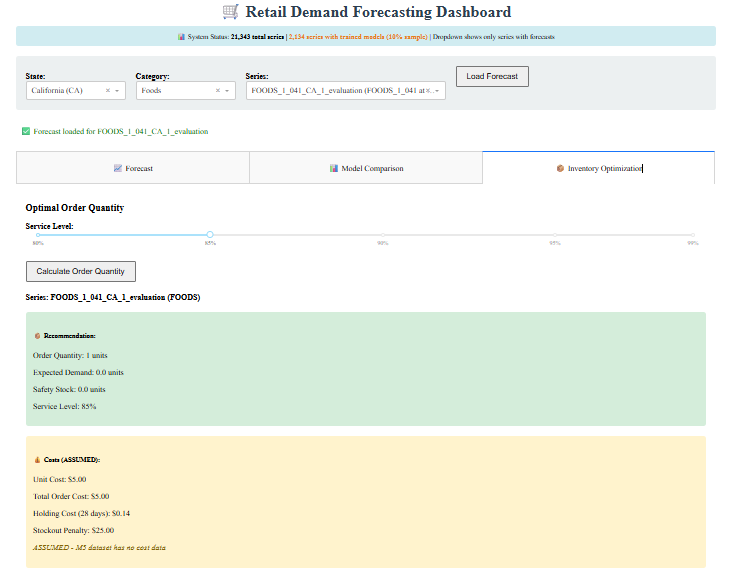 Retail Demand Forecasting Dashboard
System Status: 21,343 total series | 2,134 series with trained models (10% sample) | Dropdown shows only series with forecasts
State: Category: Series:
California (CA) × Foods × FOODS_1_041_CA_1_evaluation (FOODS_1_041 at ×... Load Forecast
Forecast loaded for FOODS_1_041_CA_1_evaluation
Forecast Model Comparison Inventory Optimization
Optimal Order Quantity
Service Level:
80% 85% 90% 95% 99%
Calculate Order Quantity
Series: FOODS_1_041_CA_1_evaluation (FOODS)
Recommendation:
Order Quantity: 1 units
Expected Demand: 0.0 units
Safety Stock: 0.0 units
Service Level: 85%
Costs (ASSUMED):
Unit Cost: $5.00
Total Order Cost: $5.00
Holding Cost (28 days): $0.14
Stockout Penalty: $25.00
ASSUMED - M5 dataset has no cost data